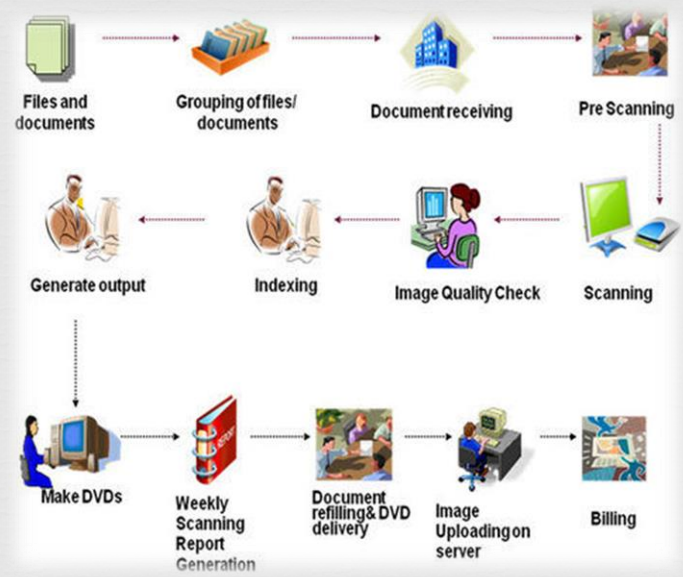 Files and
documents
Grouping of files/
documents
Document receiving
Pre Scanning
Generate output
Indexing
Image Quality Check
Scanning
Make DVDs
REPORT
Weekly
Scanning
Report
Generation
Document
refilling& DVD
delivery
Image
Uploading on
server
Billing